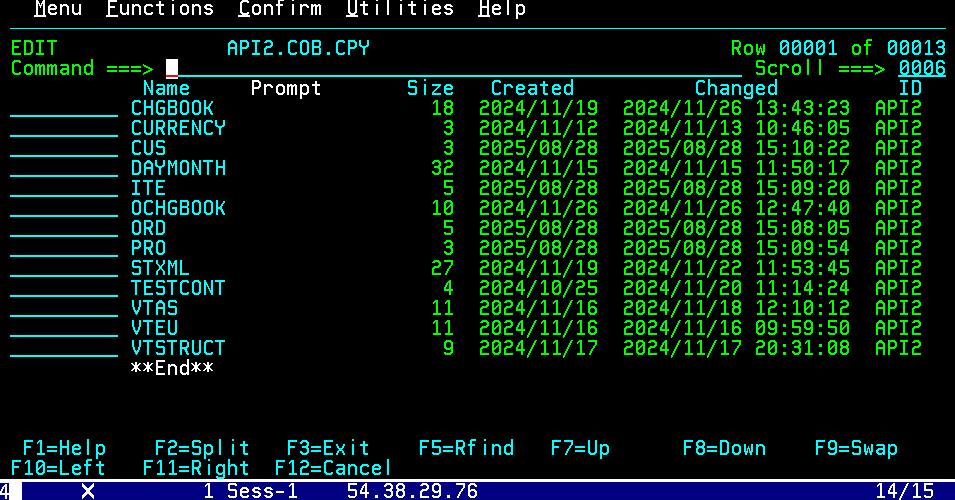 Menu Functions Confirm Utilities Help
EDIT API2.COB.CPY Row 00001 of 00013
Command ===> Scroll ===> 0006
Name Prompt Size Created Changed ID
CHGBOOK 18 2024/11/19 2024/11/26 13:43:23 API2
CURRENCY 3 2024/11/12 2024/11/13 10:46:05 API2
CUS 3 2025/08/28 2025/08/28 15:10:22 API2
DAYMONTH 32 2024/11/15 2024/11/15 11:50:17 API2
ITE 5 2025/08/28 2025/08/28 15:09:20 API2
OCHGBOOK 10 2024/11/26 2024/11/26 12:47:40 API2
ORD 5 2025/08/28 2025/08/28 15:08:05 API2
PRO 3 2025/08/28 2025/08/28 15:09:54 API2
STXML 27 2024/11/19 2024/11/22 11:53:45 API2
TESTCONT 4 2024/10/25 2024/11/20 11:14:24 API2
VTAS 11 2024/11/16 2024/11/18 12:10:12 API2
VTEU 11 2024/11/16 2024/11/16 09:59:50 API2
VTSTRUCT 9 2024/11/17 2024/11/17 20:31:08 API2
**End**
F1=Help F2=Split F3=Exit F5=Rfind F7=Up F8=Down F9=Swap
F10=Left F11=Right F12=Cancel
4 X 1 Sess-1 54.38.29.76 14/15